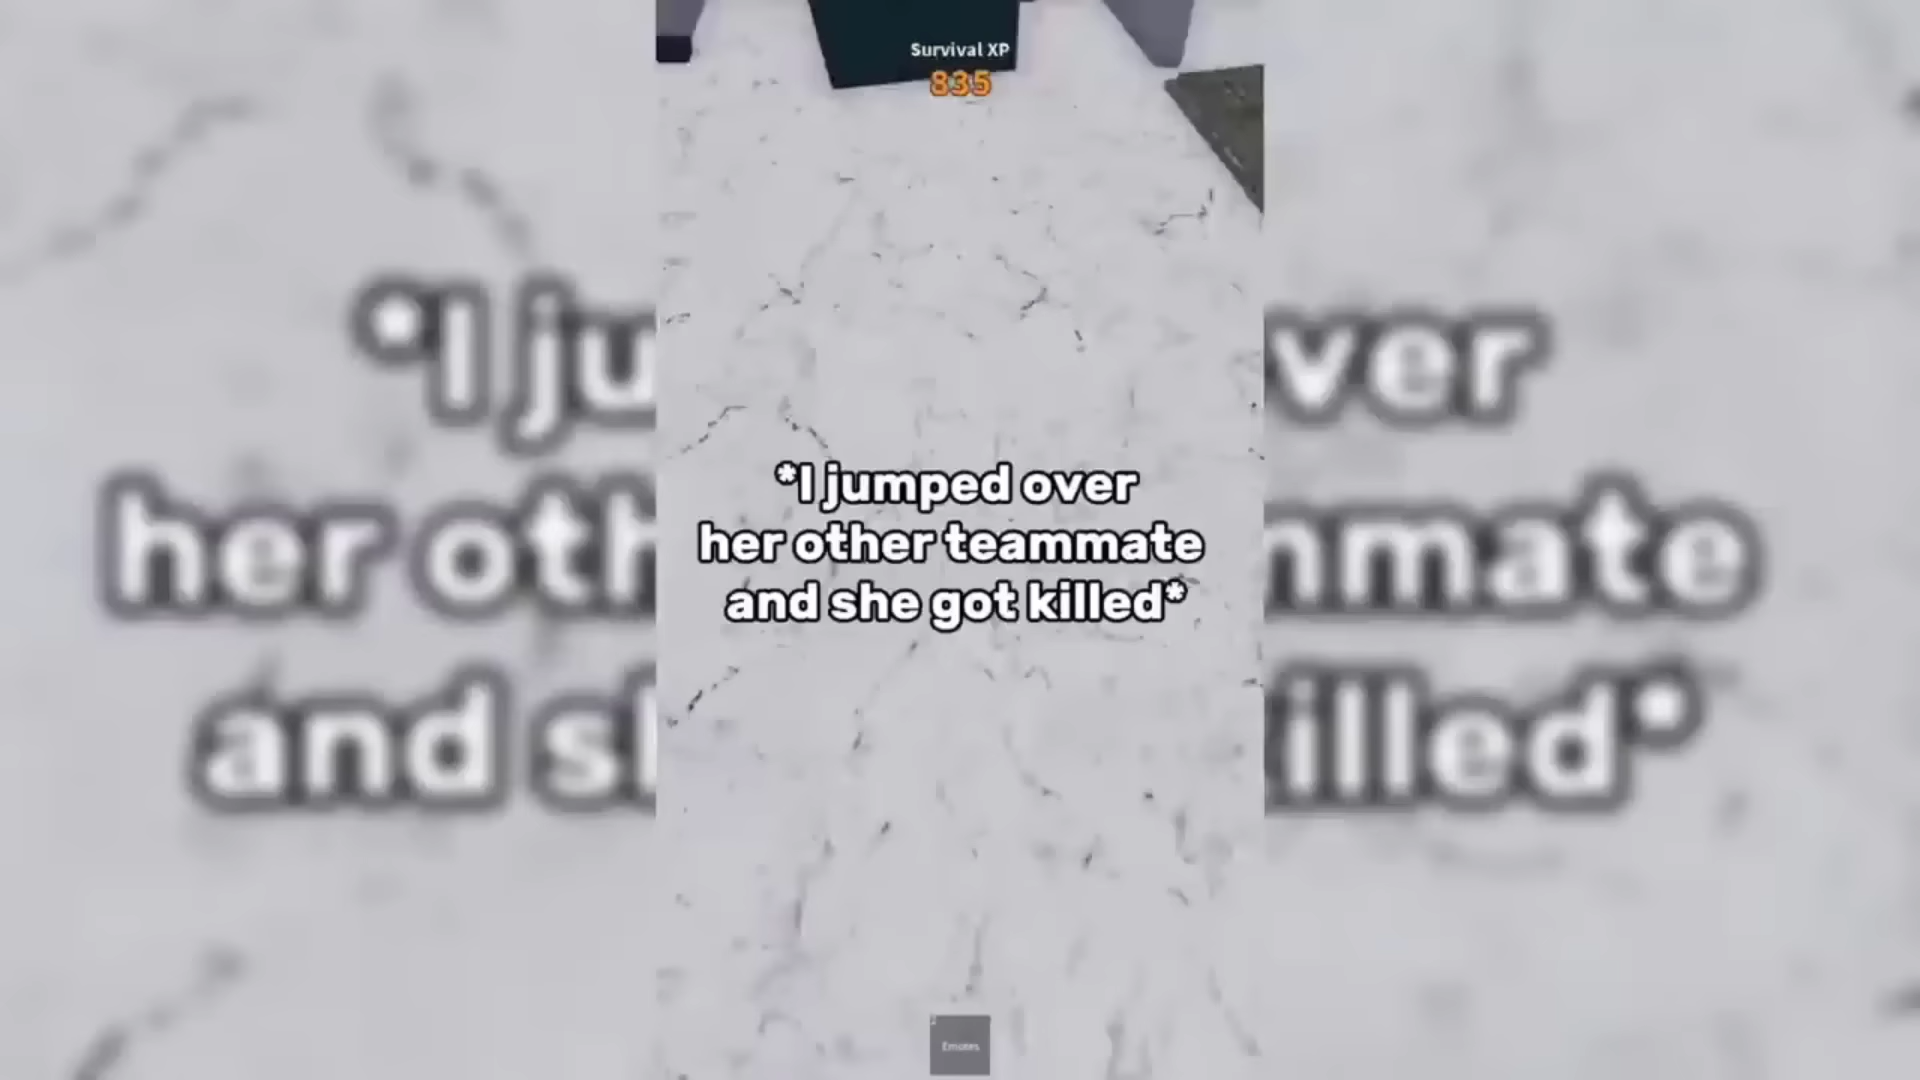 Survival XP
835
*I jumped over
her other teammate
and she got killed*
Emotes